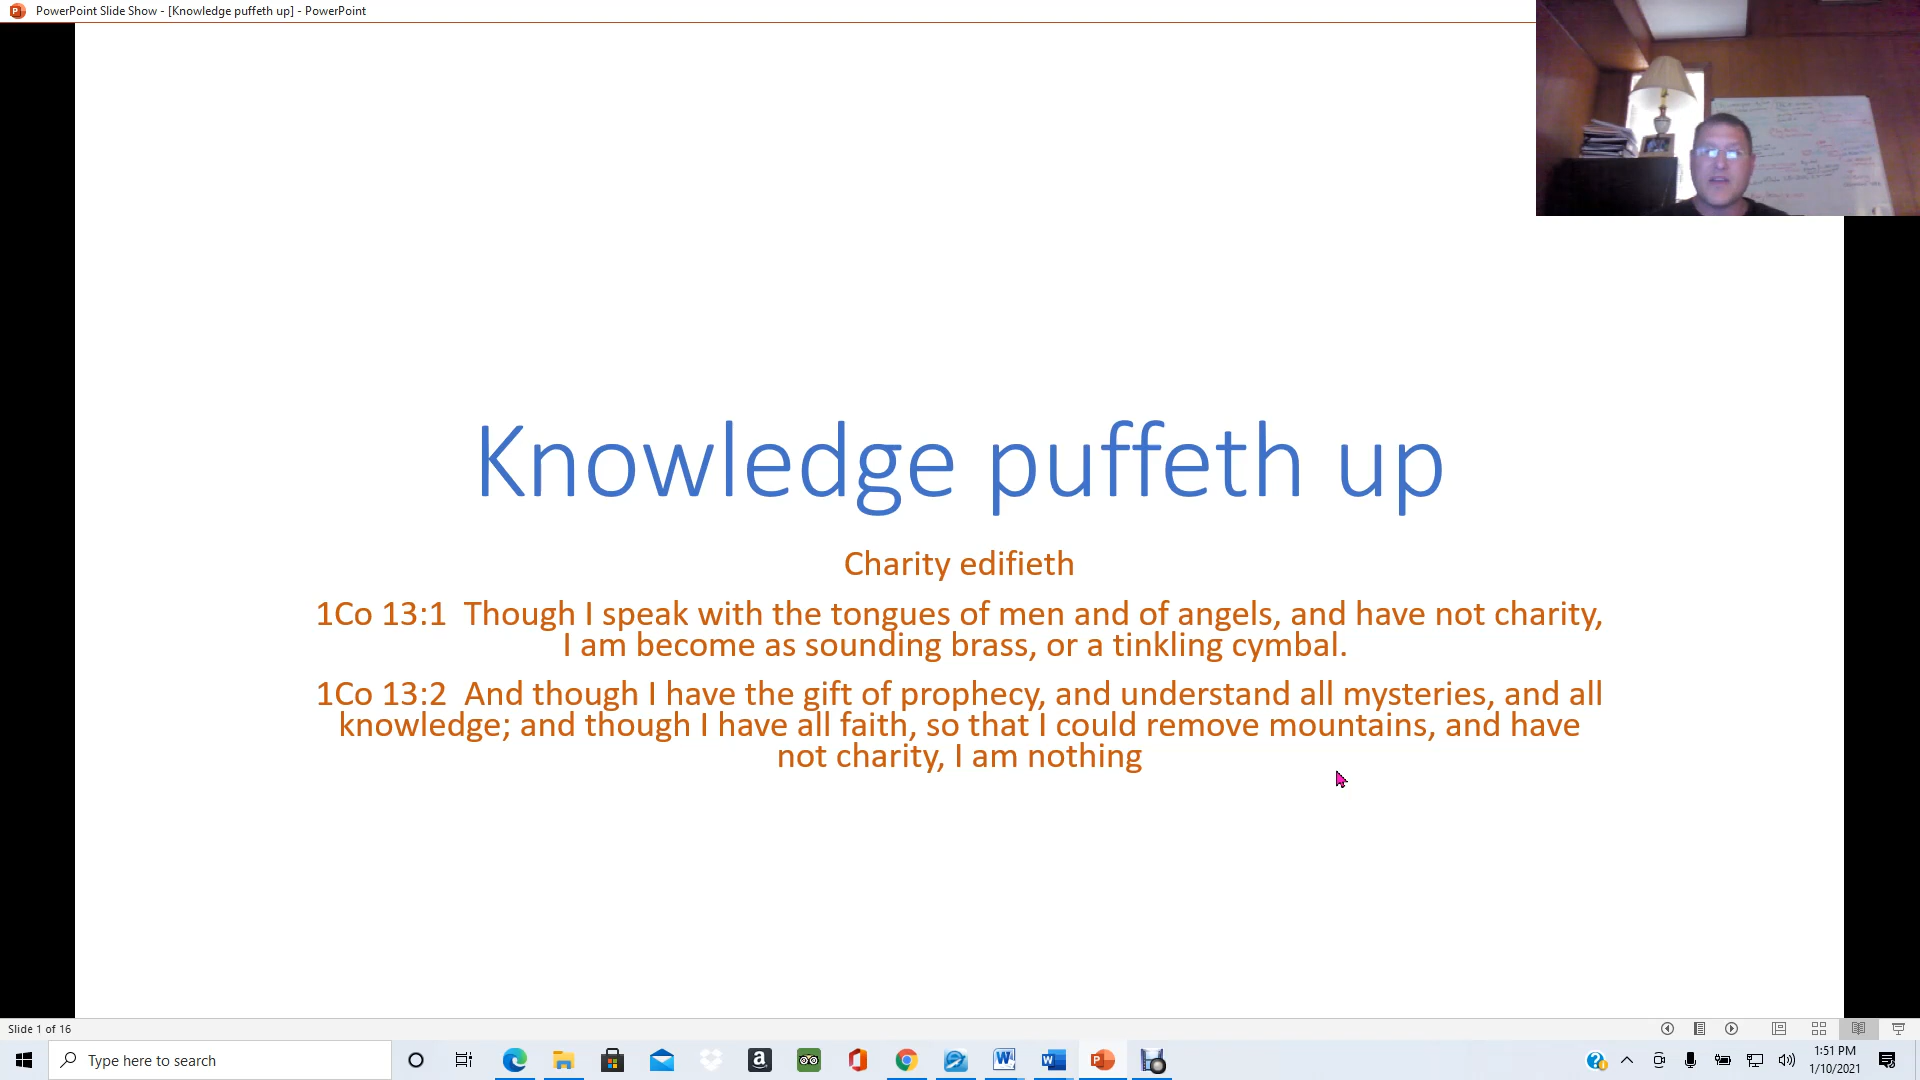 PowerPoint Slide Show - [Knowledge puffeth up] - PowerPoint
Knowledge puffeth up
Charity edifieth
1Co 13:1  Though I speak with the tongues of men and of angels, and have not charity,
I am become as sounding brass, or a tinkling cymbal.
1Co 13:2  And though I have the gift of prophecy, and understand all mysteries, and all
knowledge; and though I have all faith, so that I could remove mountains, and have
not charity, I am nothing
Slide 1 of 16
Type here to search
1:51 PM
1/10/2021